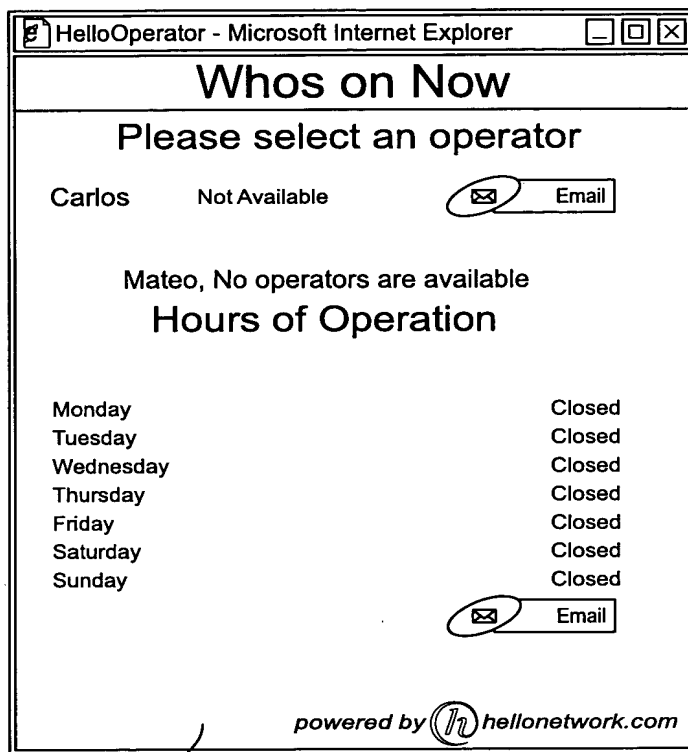 HelloOperator - Microsoft Internet Explorer
Whos on Now
Please select an operator
Carlos Not Available Email
Mateo, No operators are available
Hours of Operation
Monday Closed
Tuesday Closed
Wednesday Closed
Thursday Closed
Friday Closed
Saturday Closed
Sunday Closed
Email
powered by h hellonetwork.com